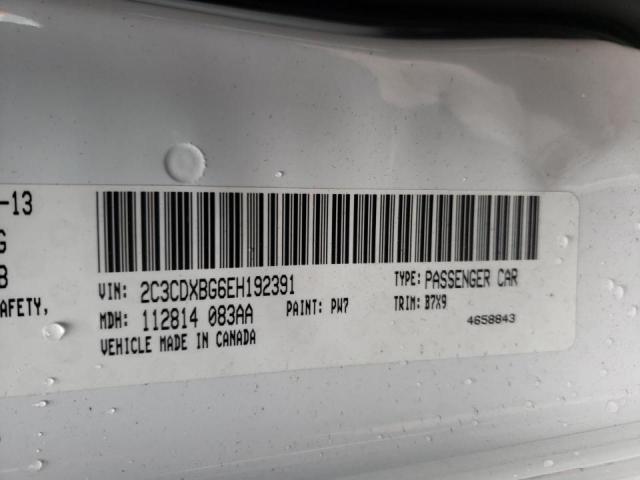 -13
G
B
AFETY,
VIN: 2C3CDXBG6EH192391 TYPE: PASSENGER CAR
MDH: 112814 083AA PAINT: PW7 TRIM: B7X9
VEHICLE MADE IN CANADA 4658843